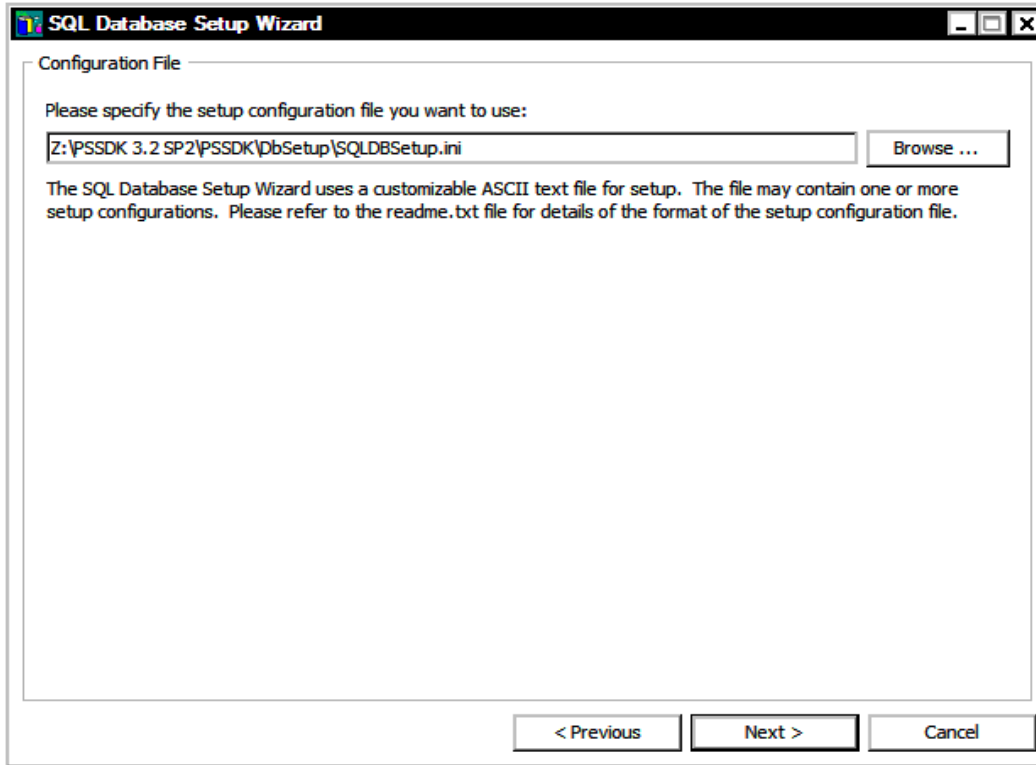 SQL Database Setup Wizard
Configuration File
Please specify the setup configuration file you want to use:
Z:\PSSDK 3.2 SP2\PSSDK\DbSetup\SQLDBSetup.ini
Browse ...
The SQL Database Setup Wizard uses a customizable ASCII text file for setup.  The file may contain one or more
setup configurations.  Please refer to the readme.txt file for details of the format of the setup configuration file.
< Previous
Next >
Cancel